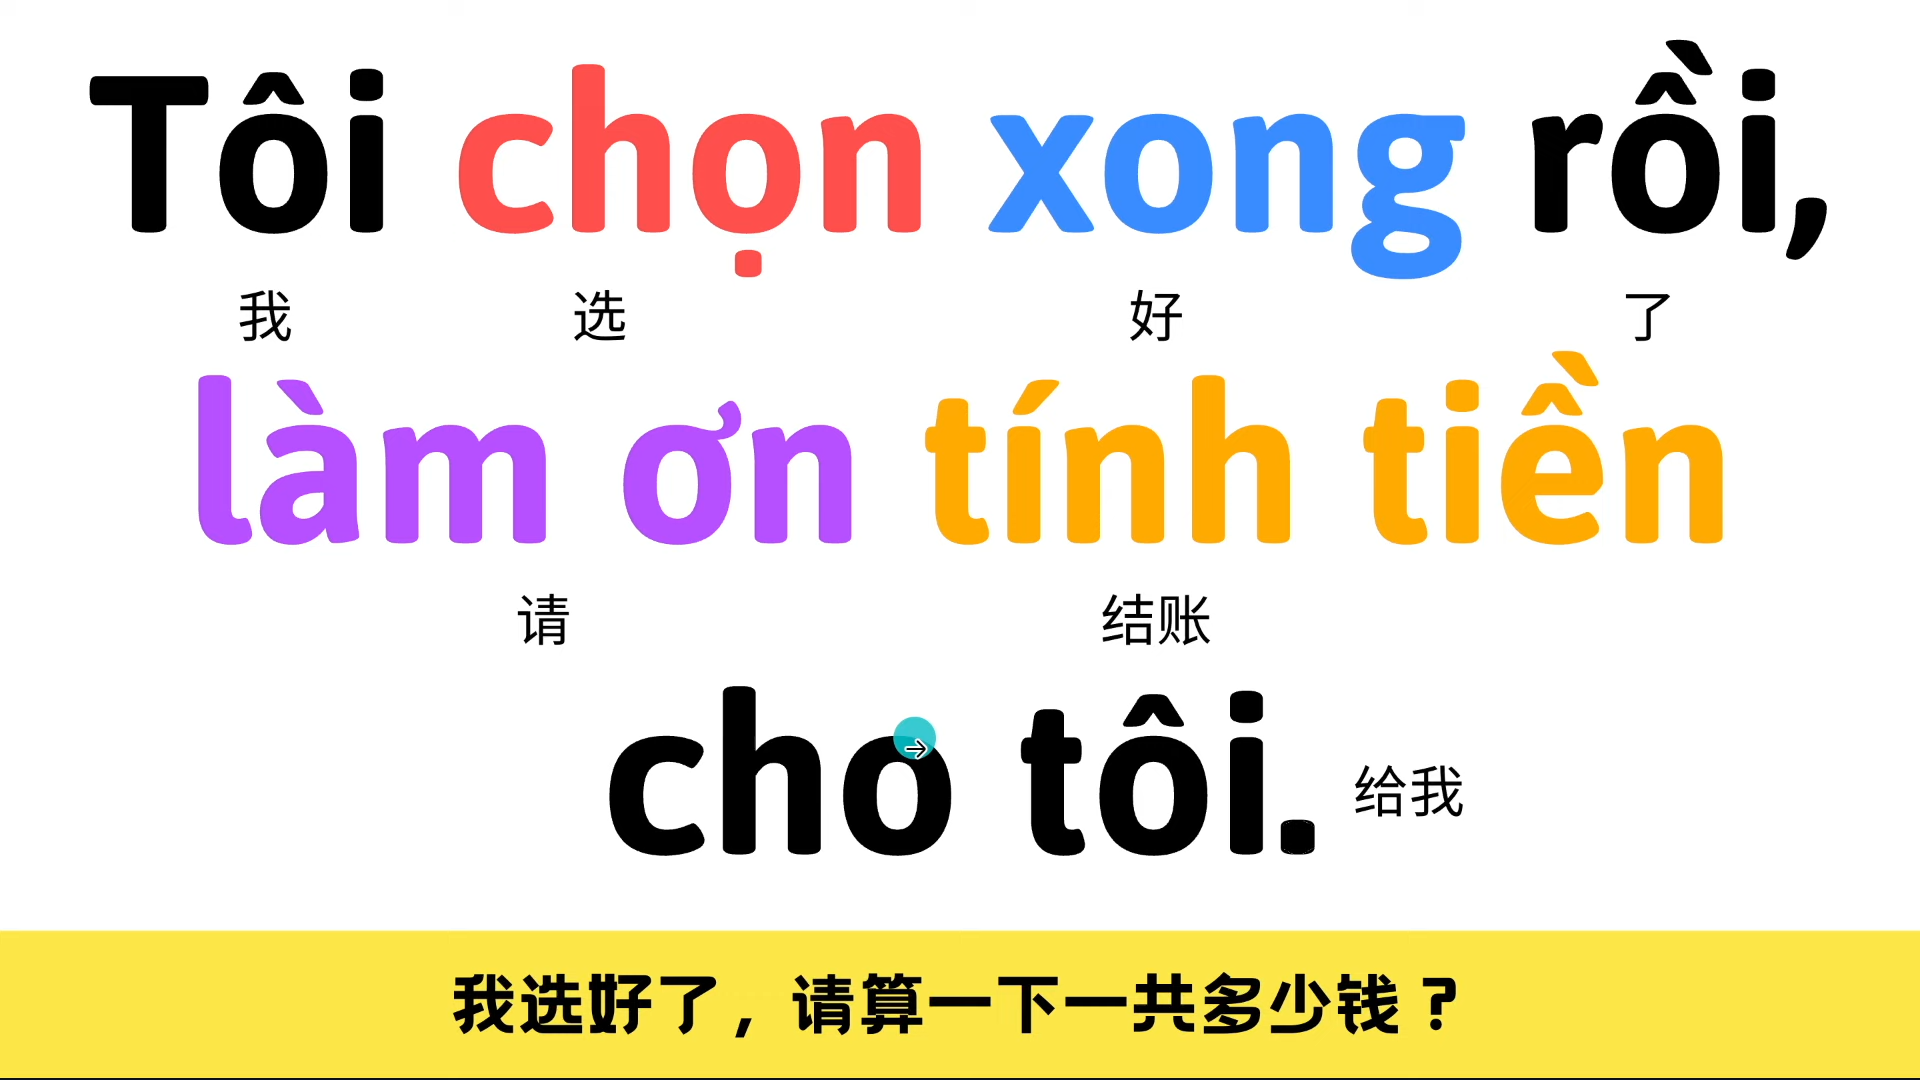 Tôi chọn xong rồi,
我 选 好 了
làm ơn tính tiền
请 结账
cho tôi. 给我
我选好了，请算一下一共多少钱？